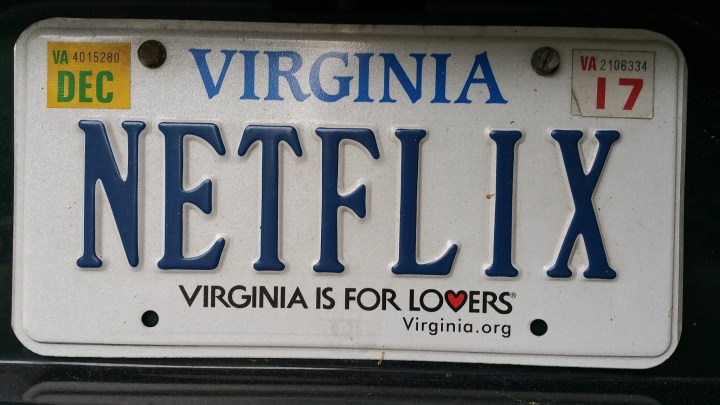 VA 4015280
DEC
VIRGINIA
VA 2106334
17
NETFLIX
VIRGINIA IS FOR LOVERS®
Virginia.org